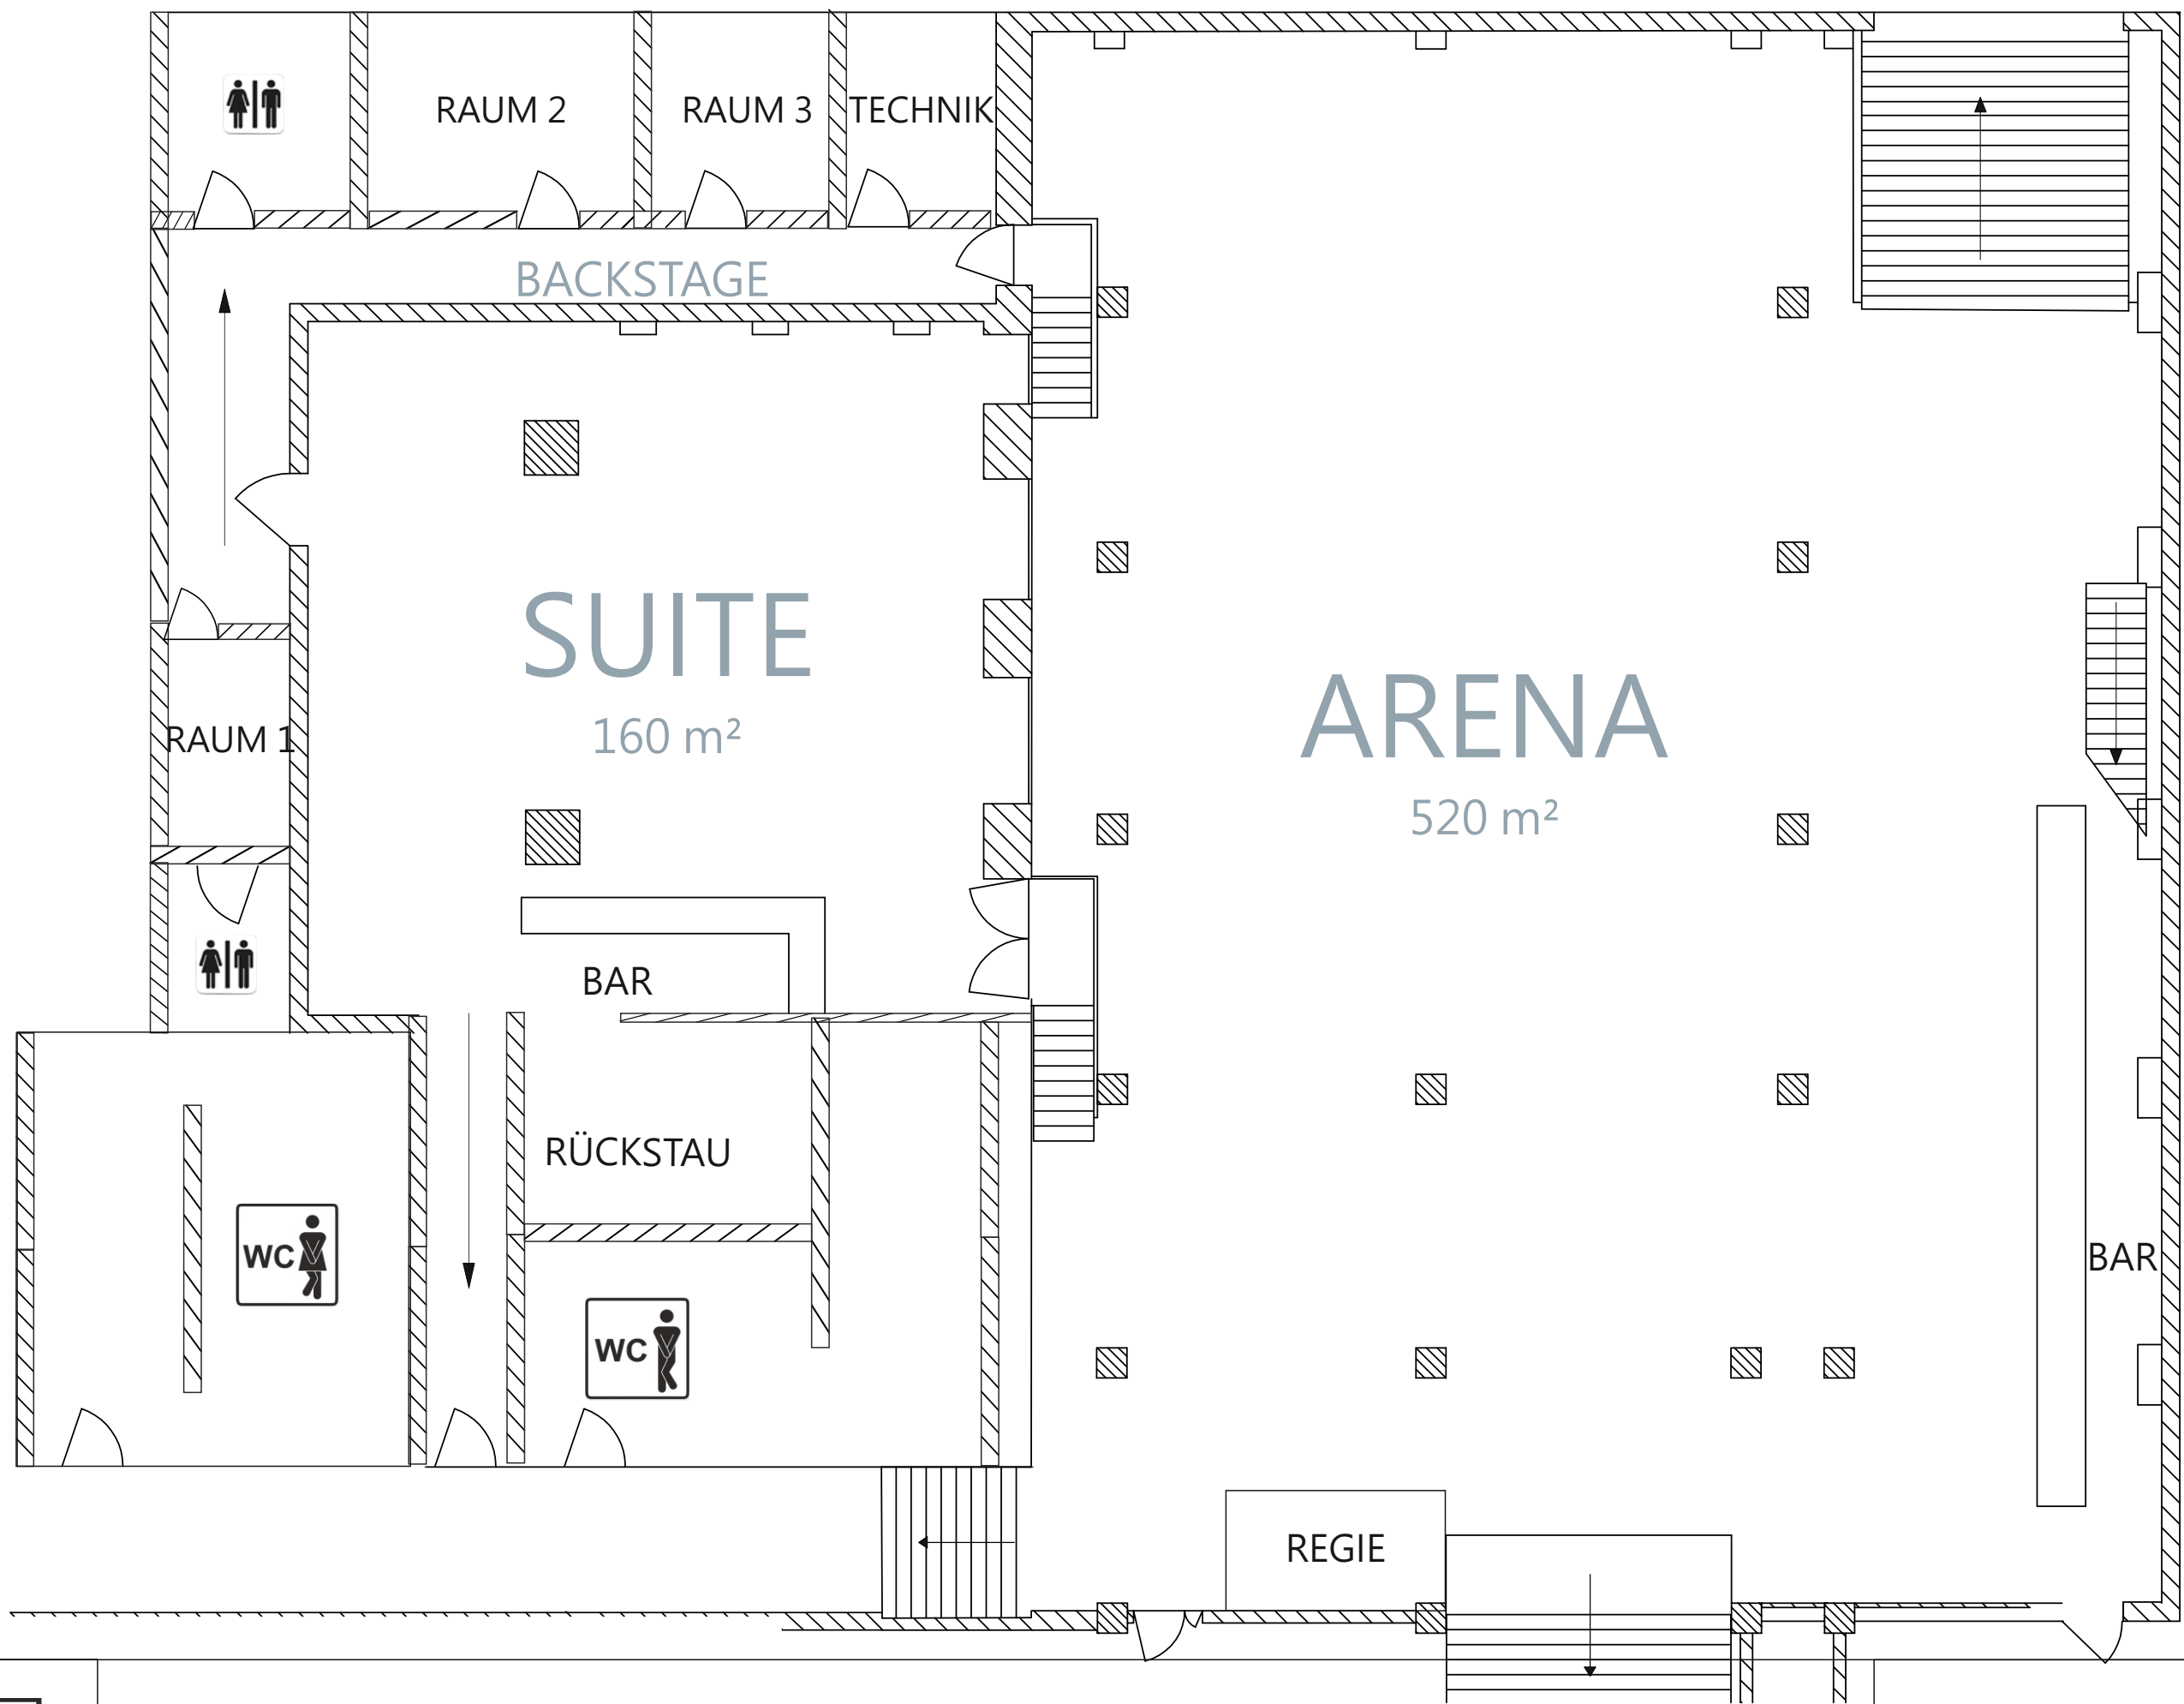 RAUM 2
RAUM 3
TECHNIK
BACKSTAGE
SUITE
160 m²
ARENA
520 m²
RAUM 1
BAR
RÜCKSTAU
WC
WC
BAR
REGIE